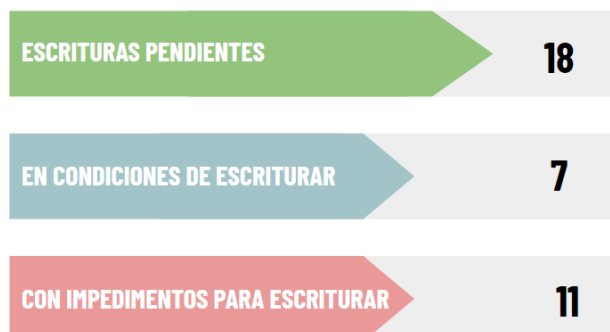 ESCRITURAS PENDIENTES 18
EN CONDICIONES DE ESCRITURAR 7
CON IMPEDIMENTOS PARA ESCRITURAR 11